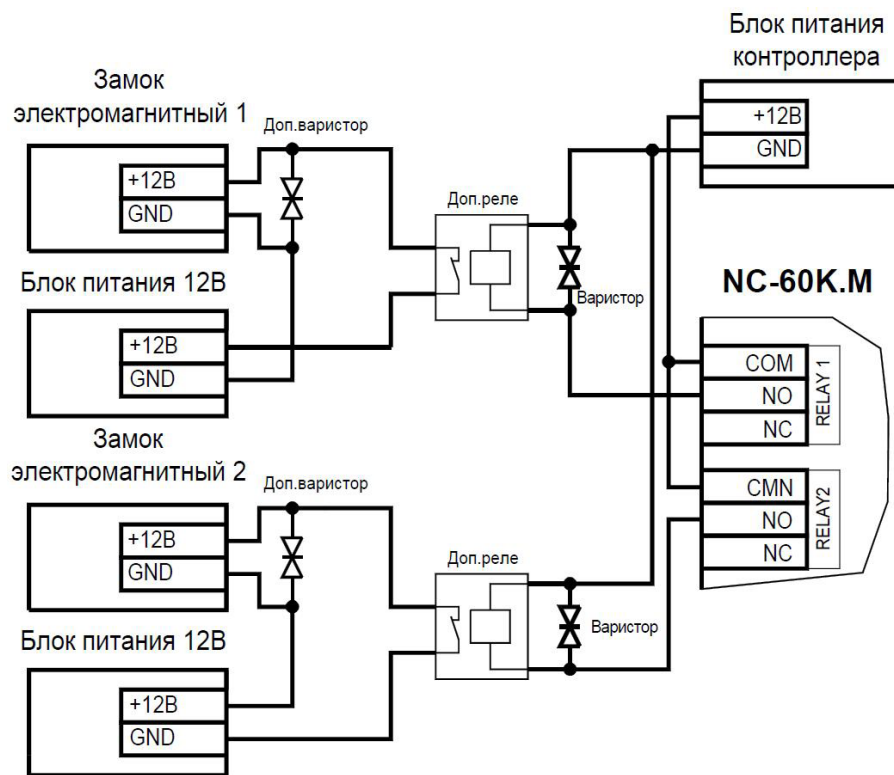 Блок питания
контроллера
+12В
GND
Замок
электромагнитный 1
Доп.варистор
+12В
GND
Доп.реле
Варистор
Блок питания 12В
+12В
GND
NC-60K.M
COM
NO
NC
RELAY 1
CMN
NO
NC
RELAY2
Замок
электромагнитный 2
Доп.варистор
+12В
GND
Доп.реле
Варистор
Блок питания 12В
+12В
GND